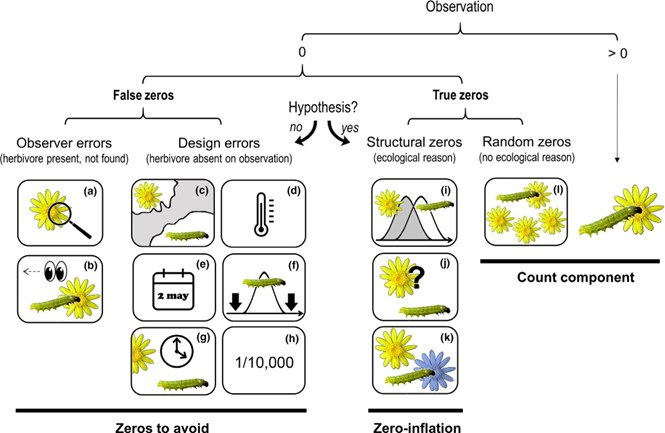 Observation
0
> 0
False zeros
Hypothesis?
True zeros
no
yes
Observer errors
(herbivore present, not found)
Design errors
(herbivore absent on observation)
Structural zeros
(ecological reason)
Random zeros
(no ecological reason)
(a)
(c)
(d)
(i)
(l)
(b)
(e)
2 may
(f)
(j)
?
Count component
(g)
(h)
1/10,000
(k)
Zeros to avoid
Zero-inflation